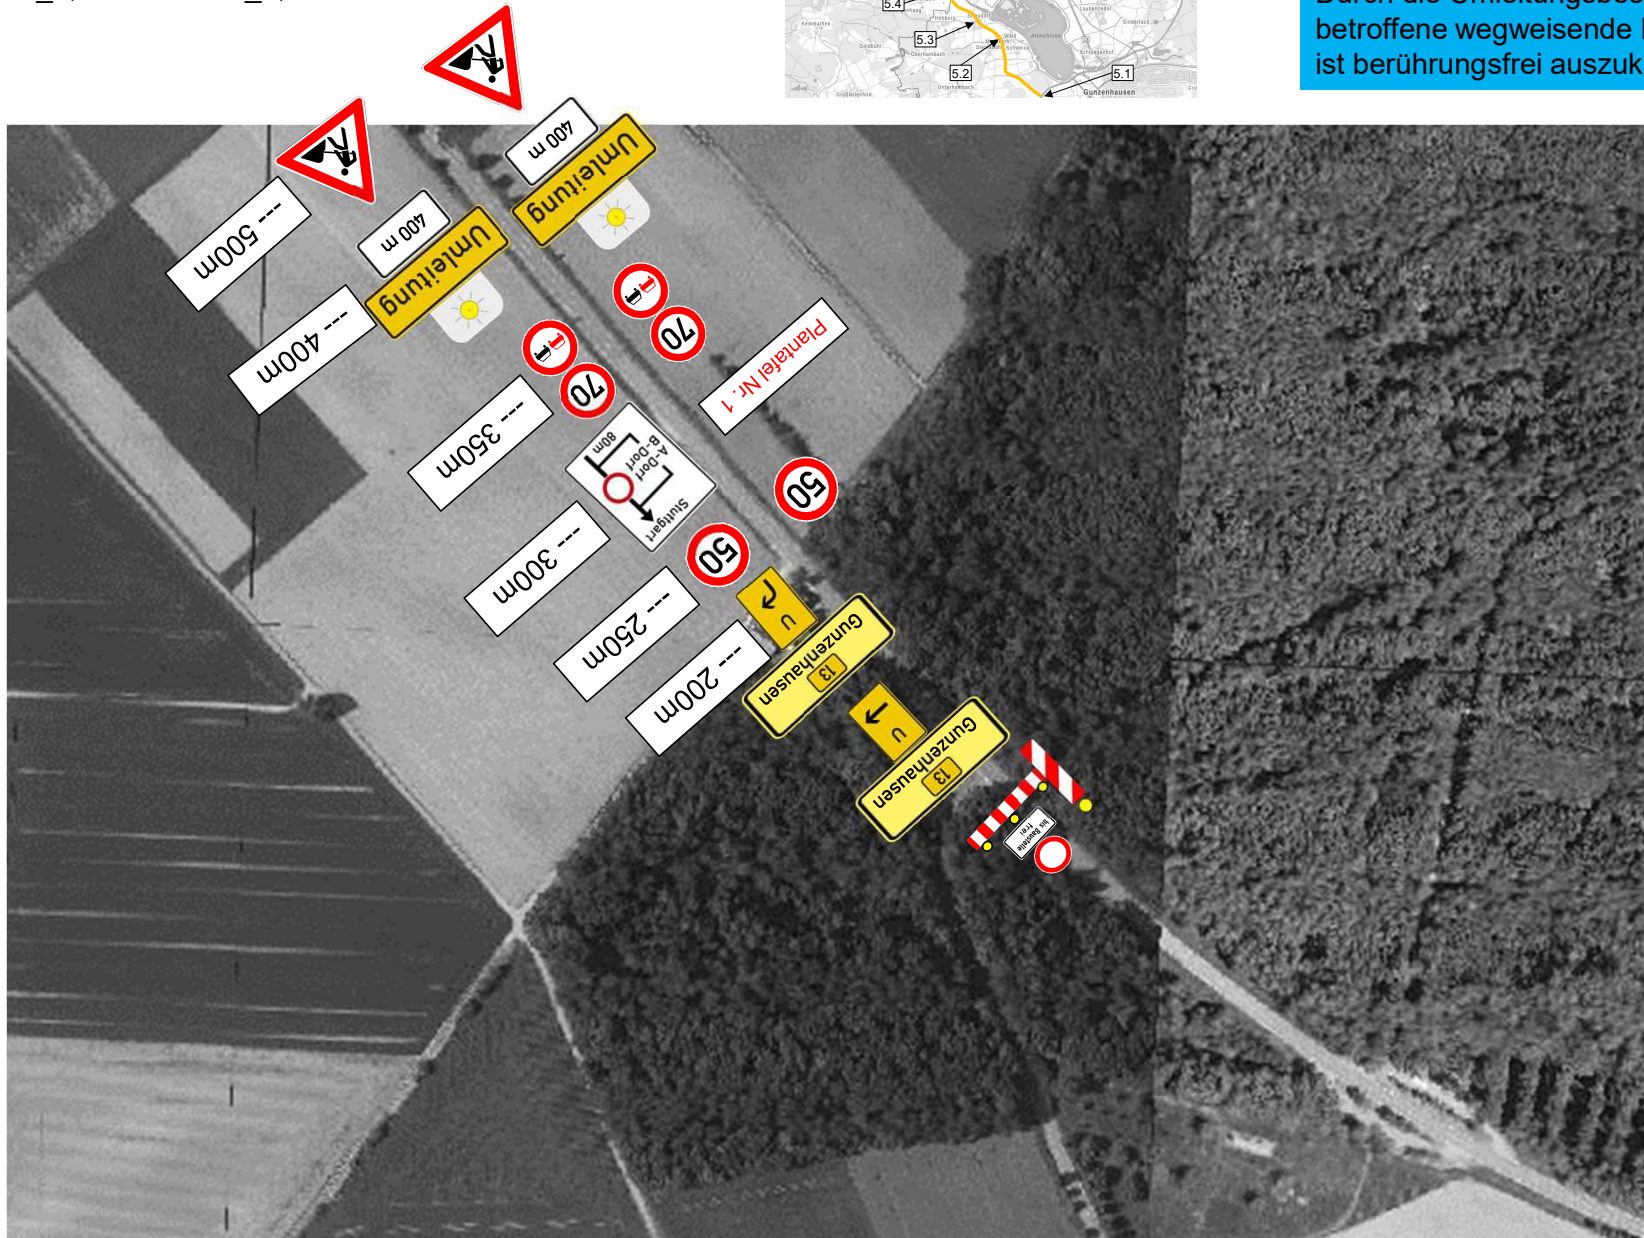 5.4
5.3
5.2
5.1
Gunzenhausen
betroffene wegweisende
ist berührungsfrei auszuk
400 m
Umleitung
400 m
Umleitung
500m ---
400m ---
70
70
Plantafel Nr. 1
350m ---
80m
B-Dorf
A-Dorf
Stuttgart
50
50
300m ---
250m ---
200m ---
U
Gunzenhausen
13
U
Gunzenhausen
13
bis Baustelle
frei